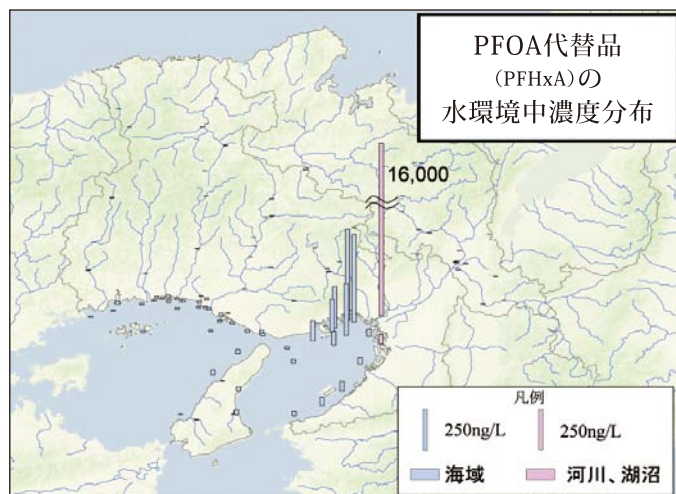 PFOA代替品
（PFHxA）の
水環境中濃度分布
16,000
凡例
250ng/L 250ng/L
海域 河川、湖沼